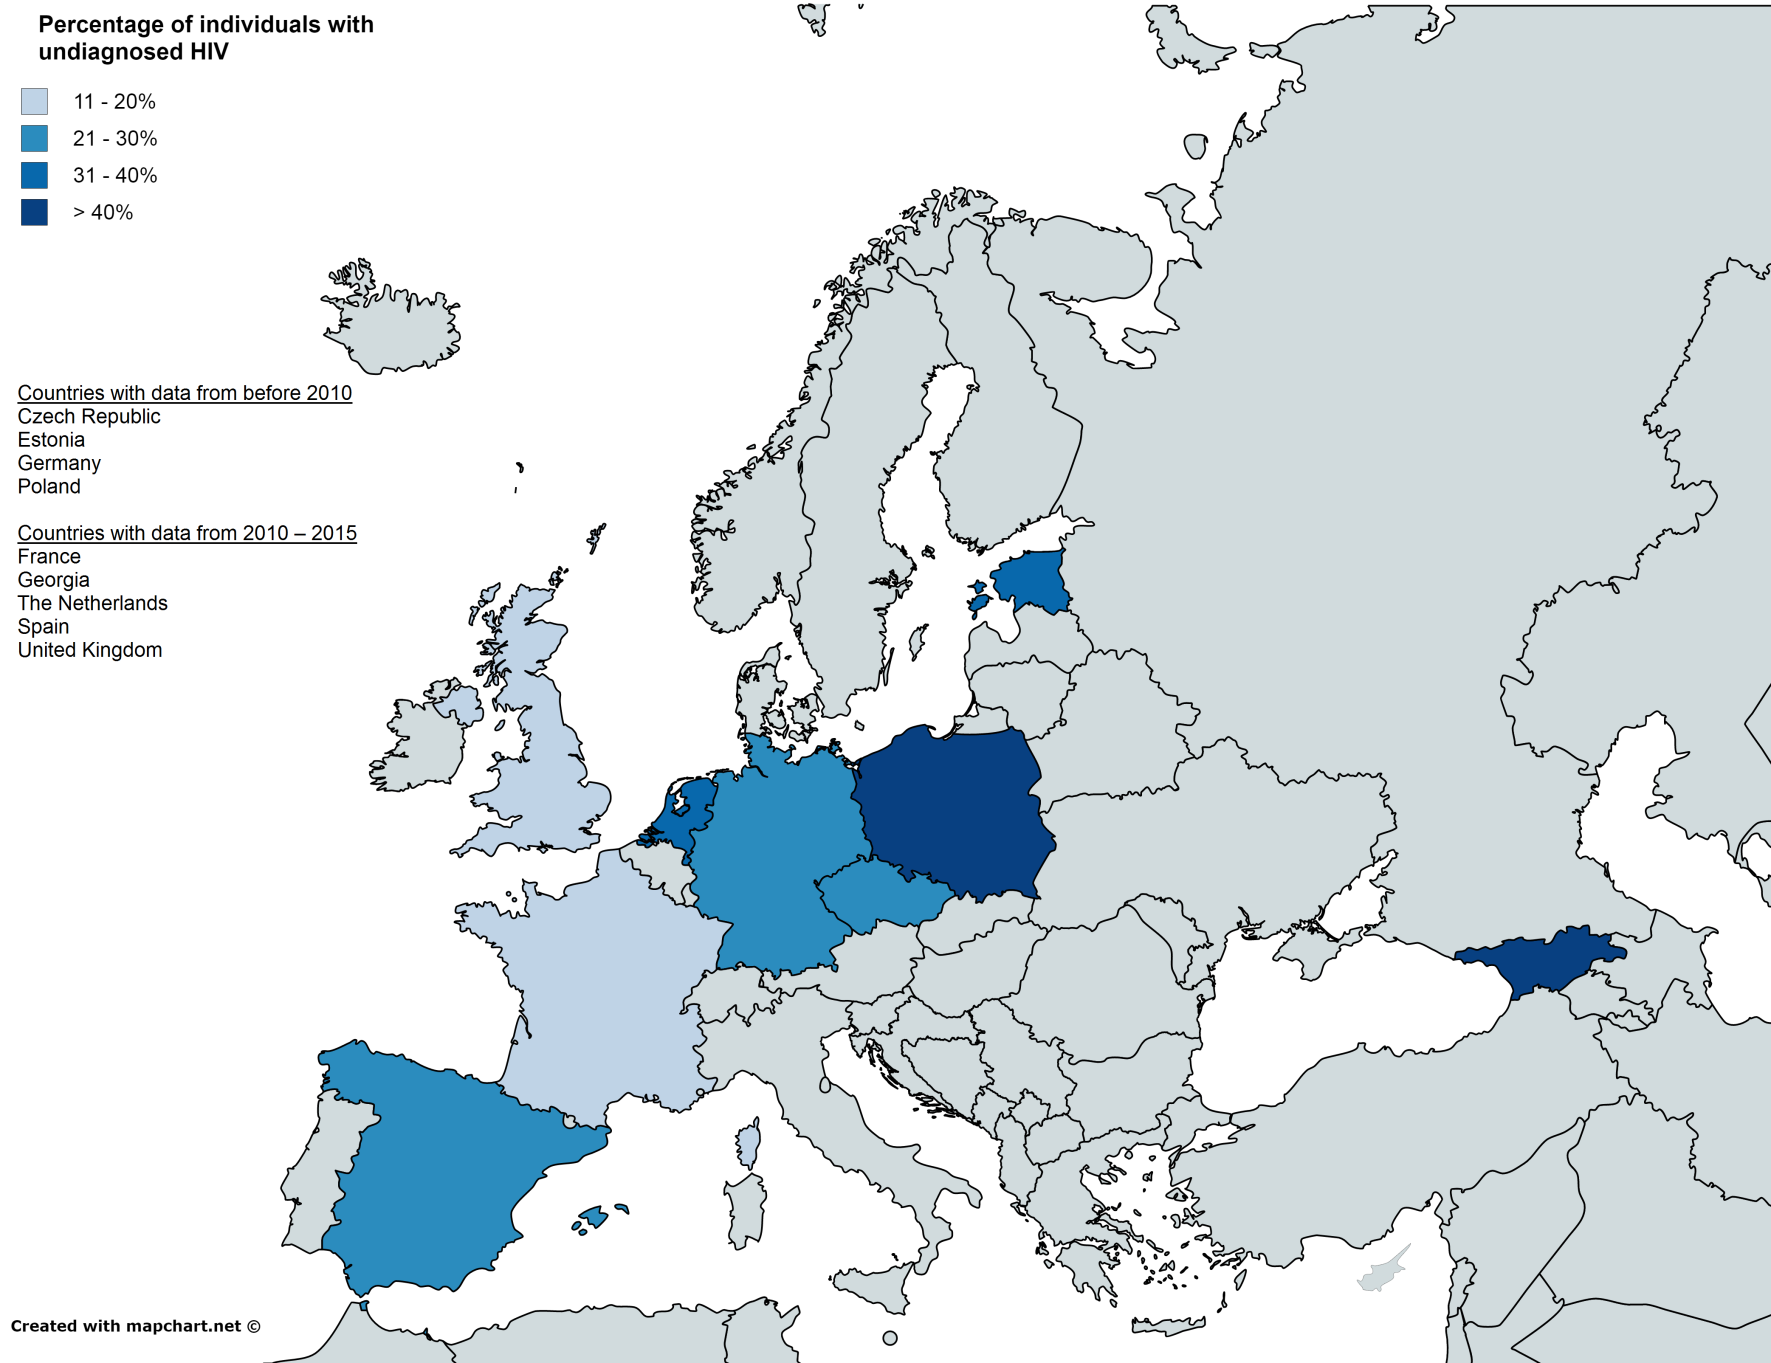 Percentage of individuals with
undiagnosed HIV
11 - 20%
21 - 30%
31 - 40%
> 40%
Countries with data from before 2010
Czech Republic
Estonia
Germany
Poland
Countries with data from 2010 – 2015
France
Georgia
The Netherlands
Spain
United Kingdom
Created with mapchart.net ©